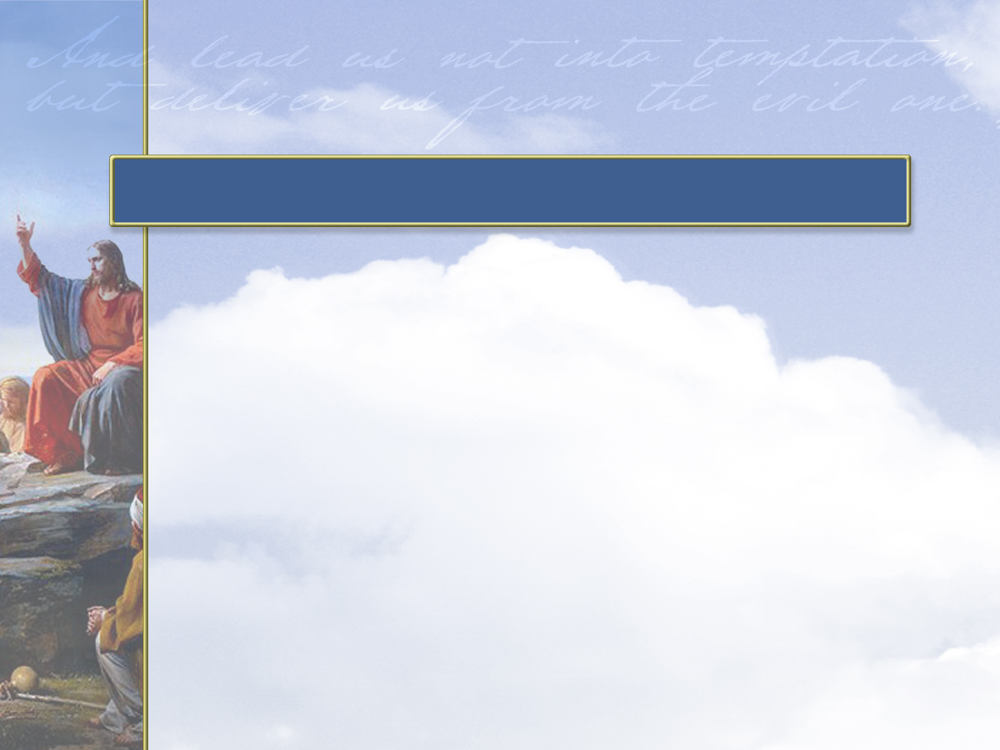 And lead us not into temptation,
but deliver us from the evil one.